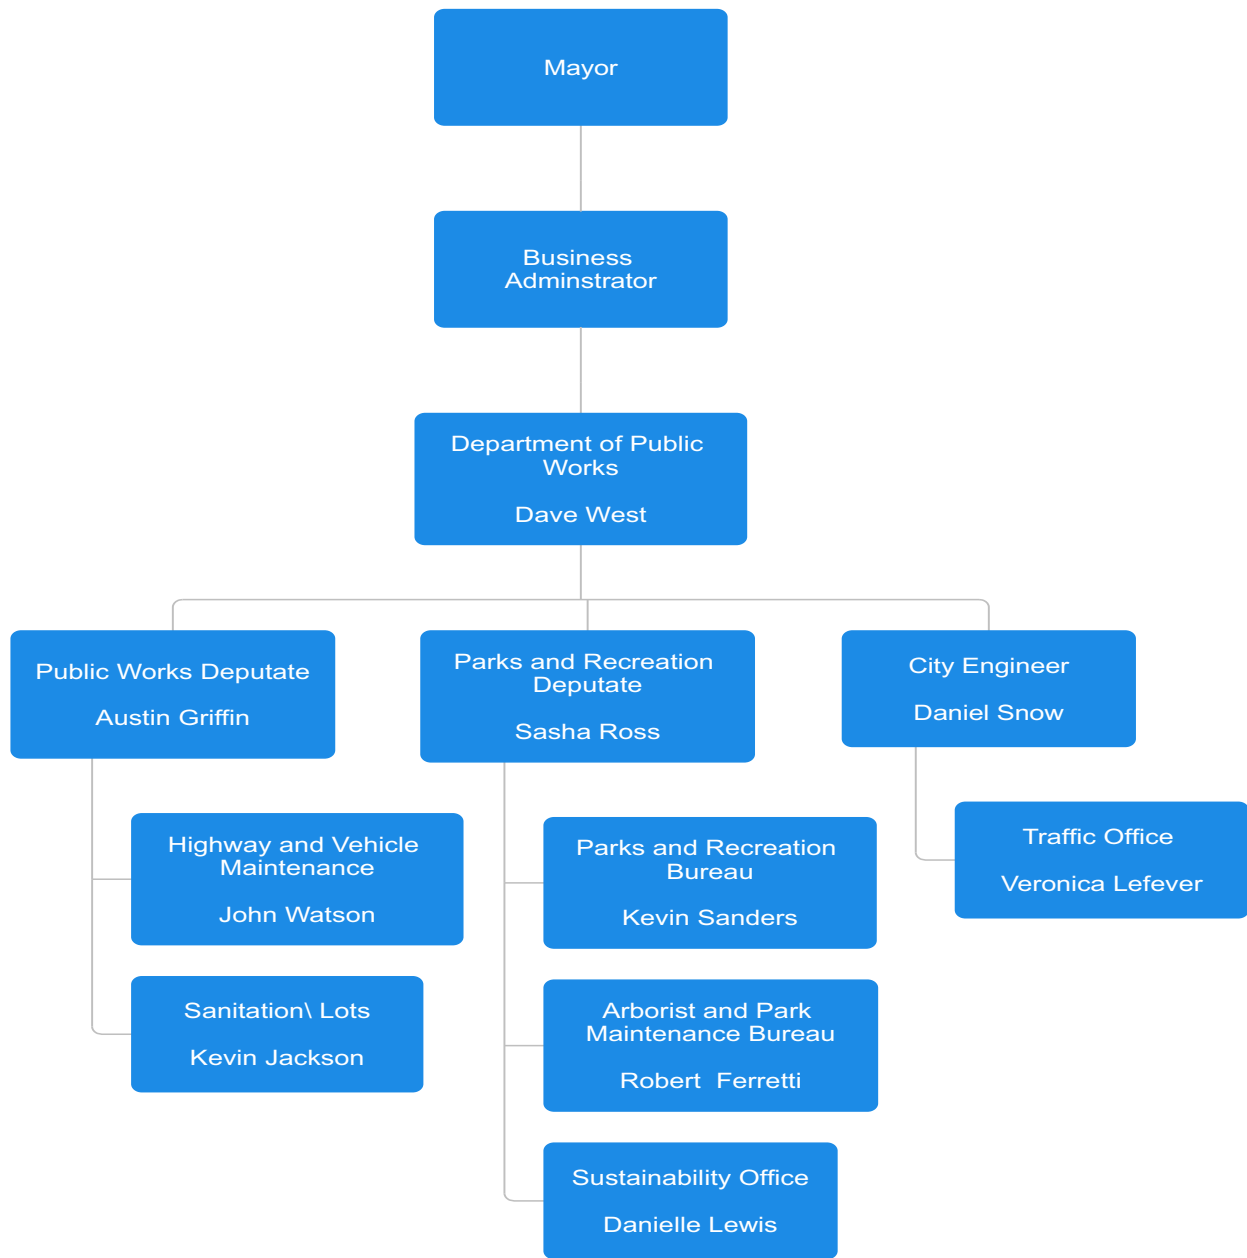 Mayor
Business
Adminstrator
Department of Public
Works
Dave West
Public Works Deputate
Austin Griffin
Parks and Recreation
Deputate
Sasha Ross
City Engineer
Daniel Snow
Highway and Vehicle
Maintenance
John Watson
Sanitation\ Lots
Kevin Jackson
Parks and Recreation
Bureau
Kevin Sanders
Arborist and Park
Maintenance Bureau
Robert  Ferretti
Sustainability Office
Danielle Lewis
Traffic Office
Veronica Lefever